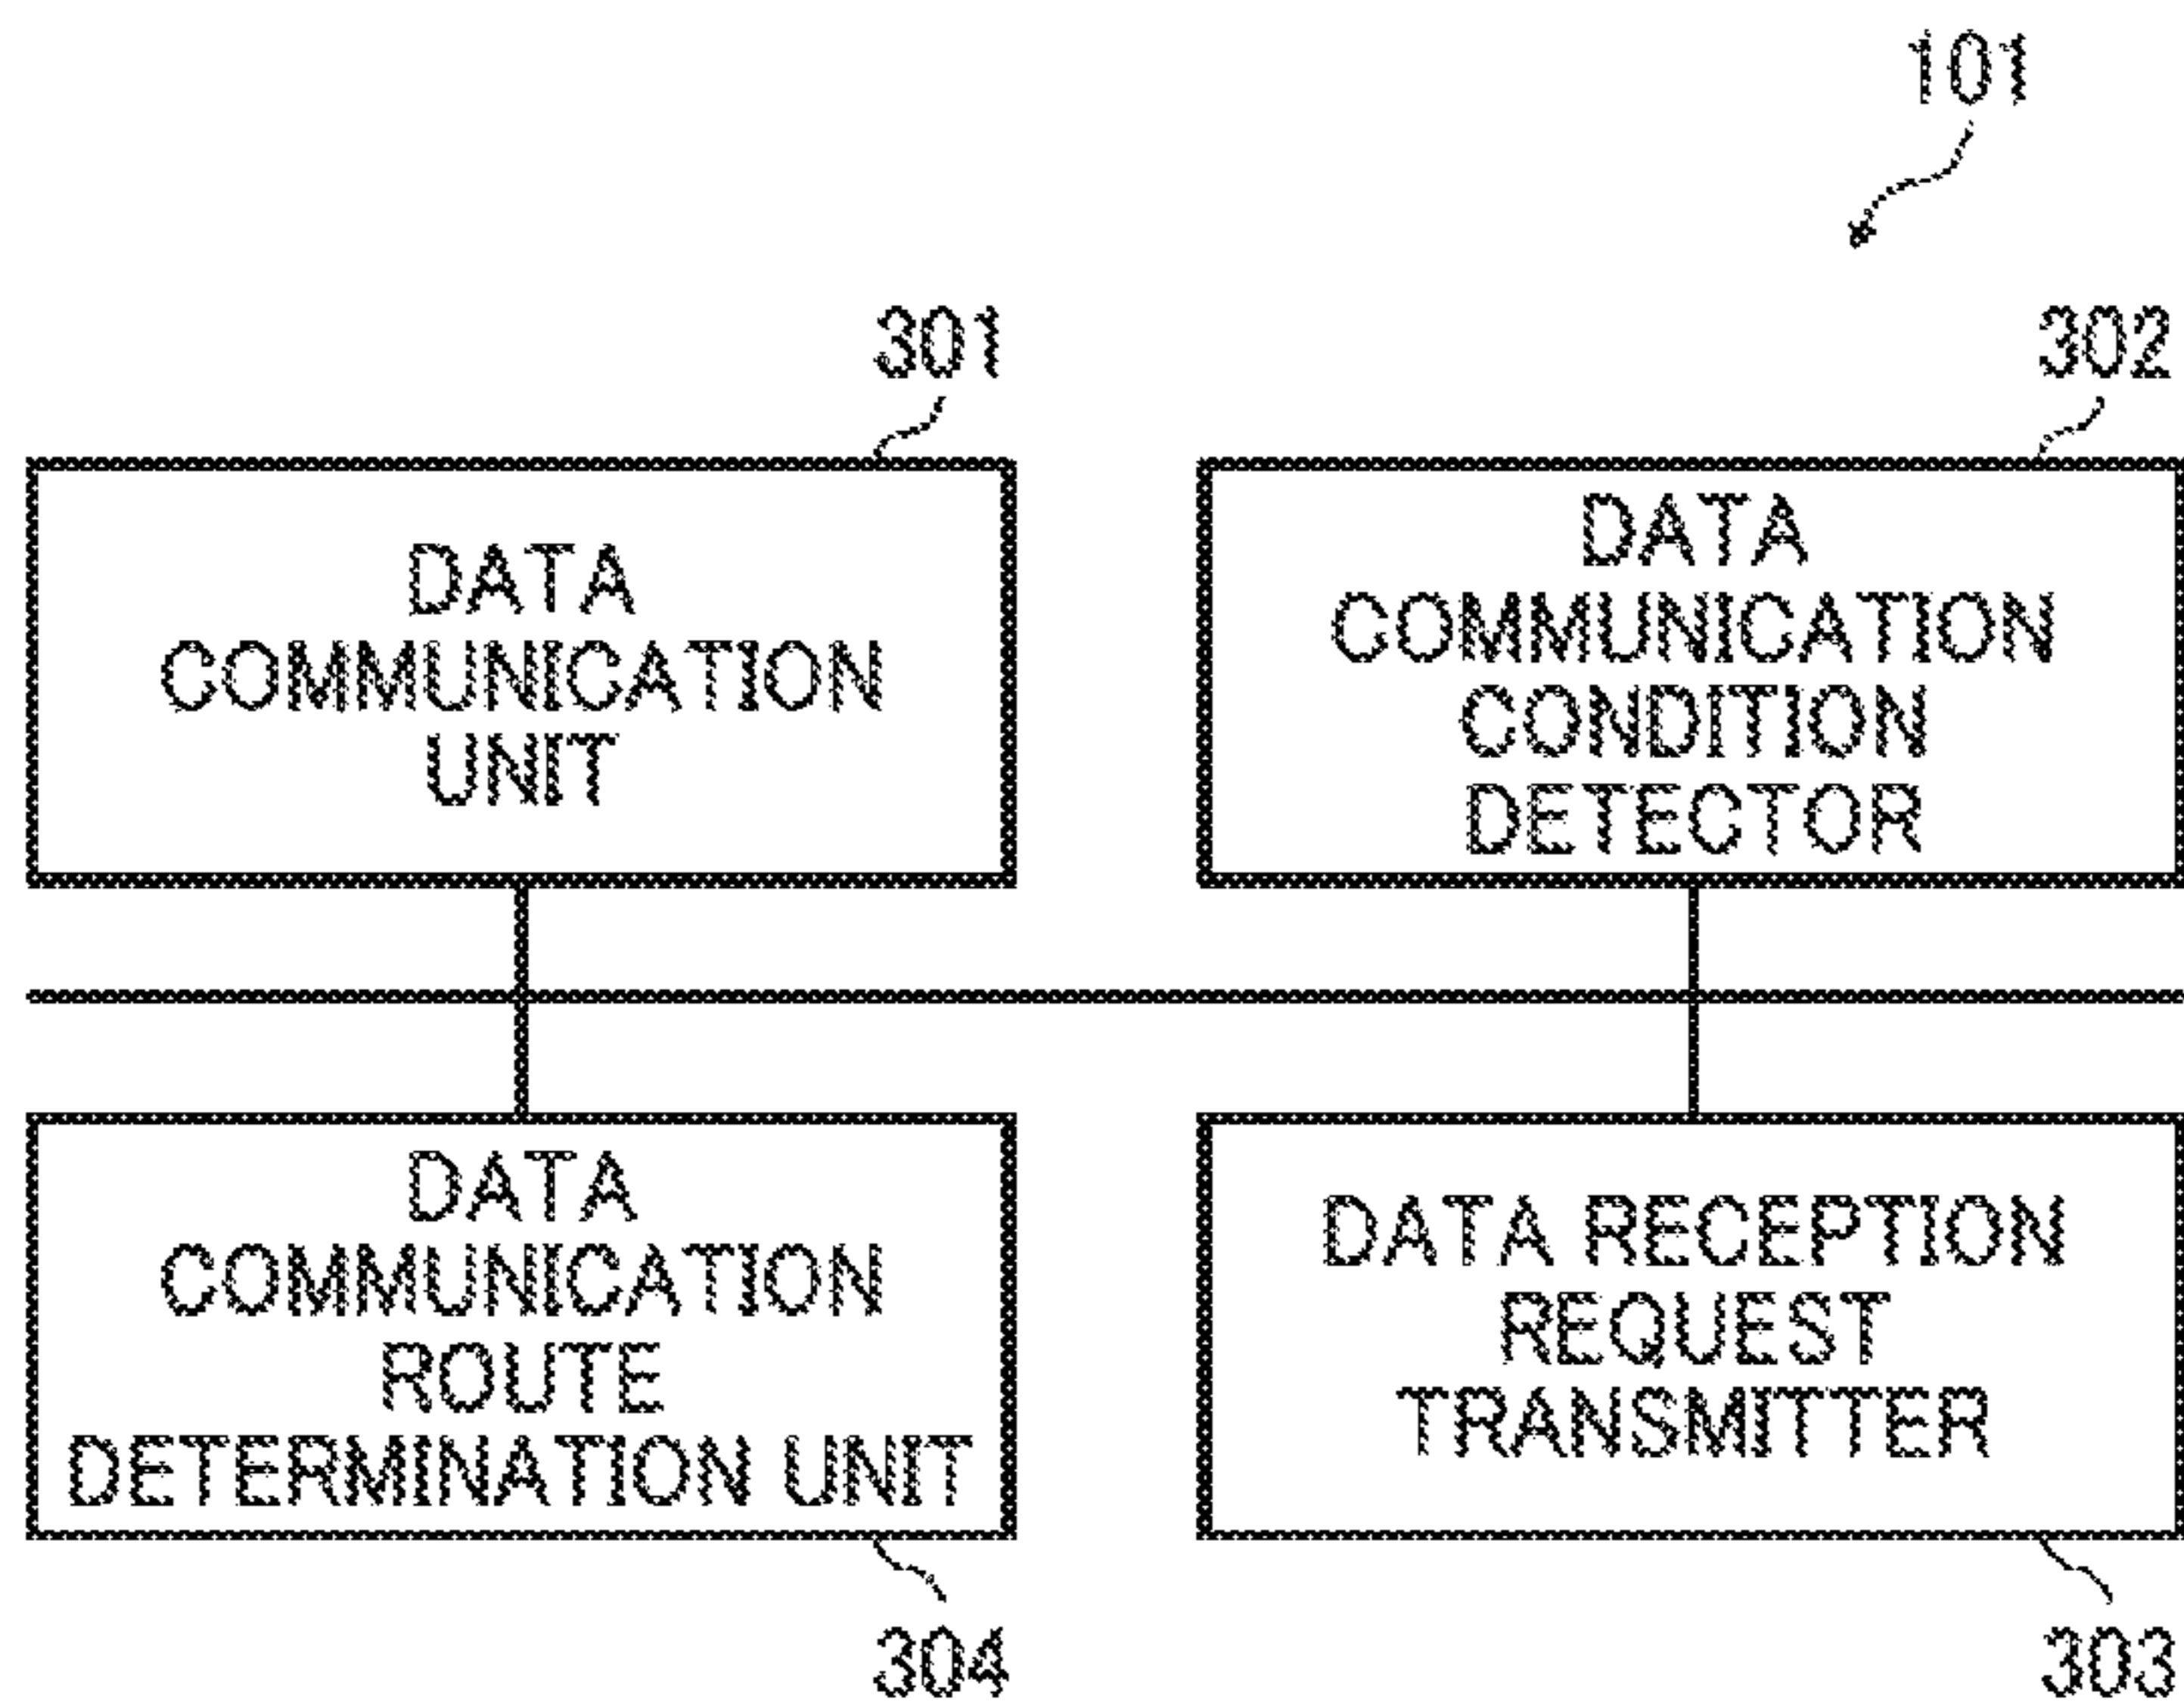 101
301
302
DATA
COMMUNICATION
UNIT
DATA
COMMUNICATION
CONDITION
DETECTOR
DATA
COMMUNICATION
ROUTE
DETERMINATION UNIT
DATA RECEPTION
REQUEST
TRANSMITTER
304
303